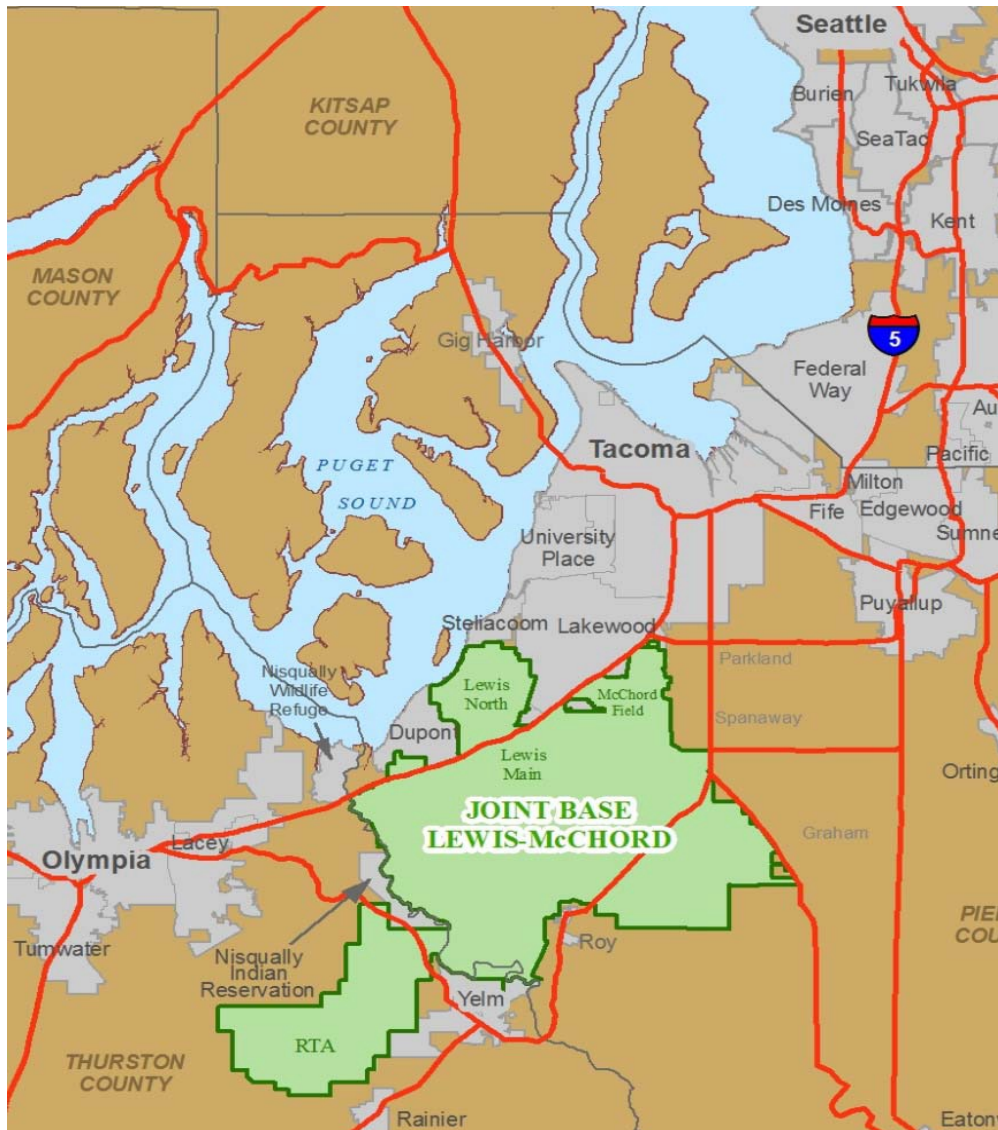 Seattle
Burien
Tukwila
SeaTac
KITSAP
COUNTY
Des Moines
Kent
MASON
COUNTY
5
Gig Harbor
Federal
Way
Au
Tacoma
Pacific
PUGET
SOUND
Milton
Fife
Edgewood
Sumne
University
Place
Puyallup
Steliacoom
Lakewood
Parkland
Nisqually
Wildlife
Refuge
Lewis
North
McChord
Field
Spanaway
Dupont
Lewis
Main
Orting
JOINT BASE
LEWIS-McCHORD
Graham
Lacey
Olympia
PIE
COU
Tumwater
Roy
Nisqually
Indian
Reservation
Yelm
RTA
THURSTON
COUNTY
Rainier
Eatonv